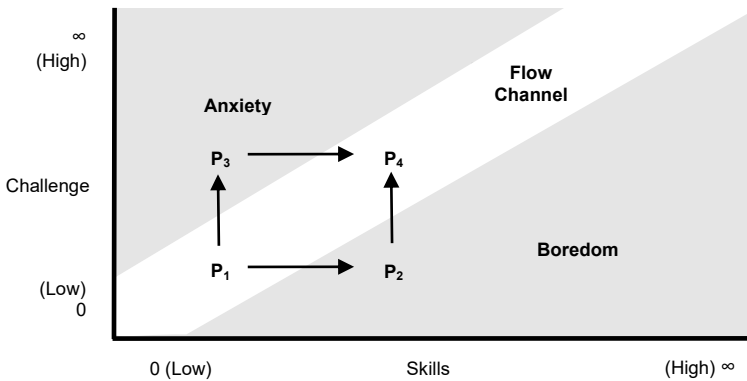 ∞
(High)
Flow
Channel
Anxiety
P₃
P₄
Challenge
Boredom
P₁
P₂
(Low)
0
0 (Low)
Skills
(High) ∞